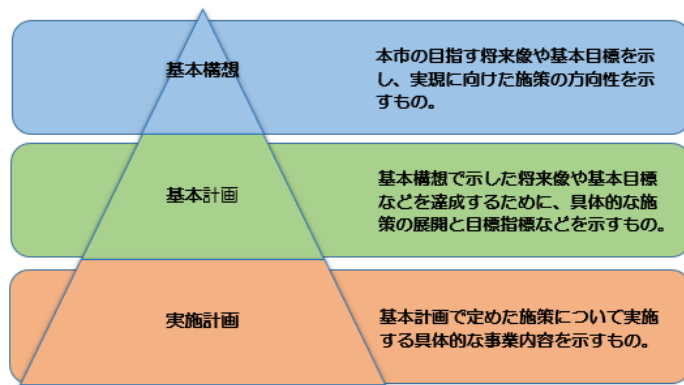 基本構想
本市の目指す将来像や基本目標を示
し、実現に向けた施策の方向性を示
すもの。
基本計画
基本構想で示した将来像や基本目標
などを達成するために、具体的な施
策の展開と目標指標などを示すもの。
実施計画
基本計画で定めた施策について実施
する具体的な事業内容を示すもの。